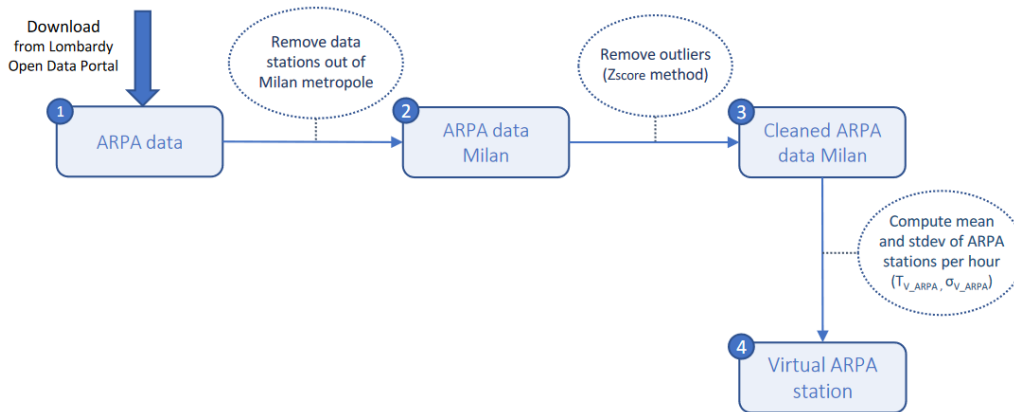 Download
from Lombardy
Open Data Portal
Remove data
stations out of
Milan metropole
Remove outliers
(Zscore method)
1
ARPA data
2
ARPA data
Milan
3
Cleaned ARPA
data Milan
Compute mean
and stdev of ARPA
stations per hour
(TV_ARPA , σV_ARPA)
4
Virtual ARPA
station